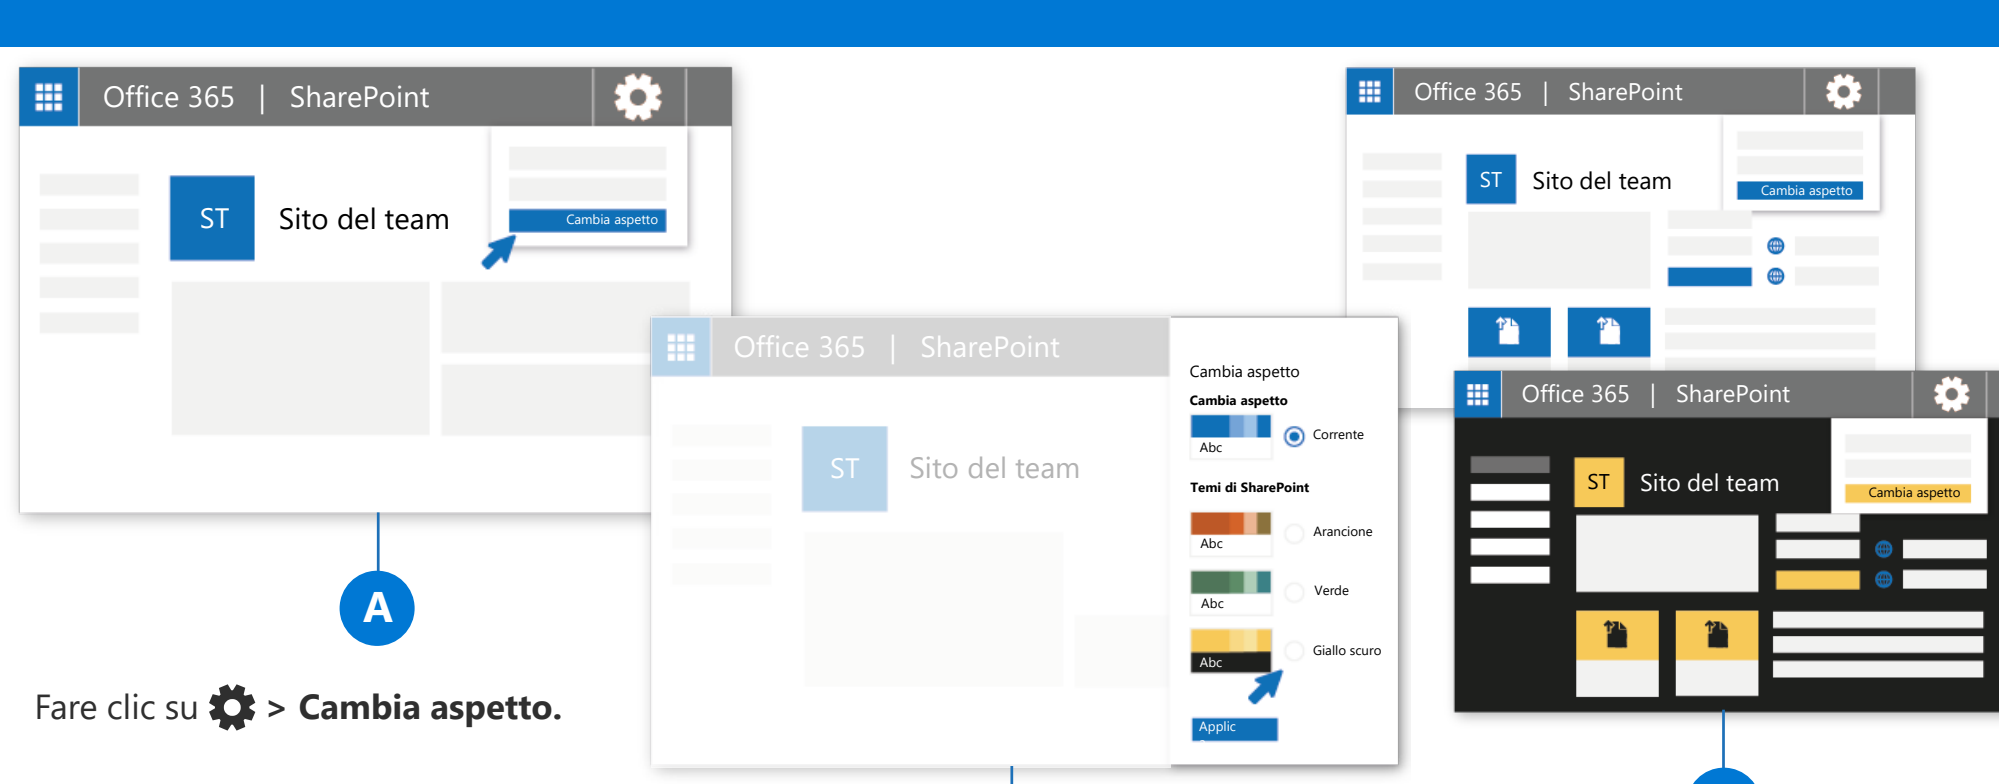 Office 365 | SharePoint
Cambia aspetto
ST Sito del team
A
Fare clic su > Cambia aspetto.
Office 365 | SharePoint
ST Sito del team
Cambia aspetto
Cambia aspetto
Abc Corrente
Temi di SharePoint
Abc Arancione
Abc Verde
Abc Giallo scuro
Applic
Office 365 | SharePoint
ST Sito del team
Cambia aspetto
Office 365 | SharePoint
ST Sito del team
Cambia aspetto